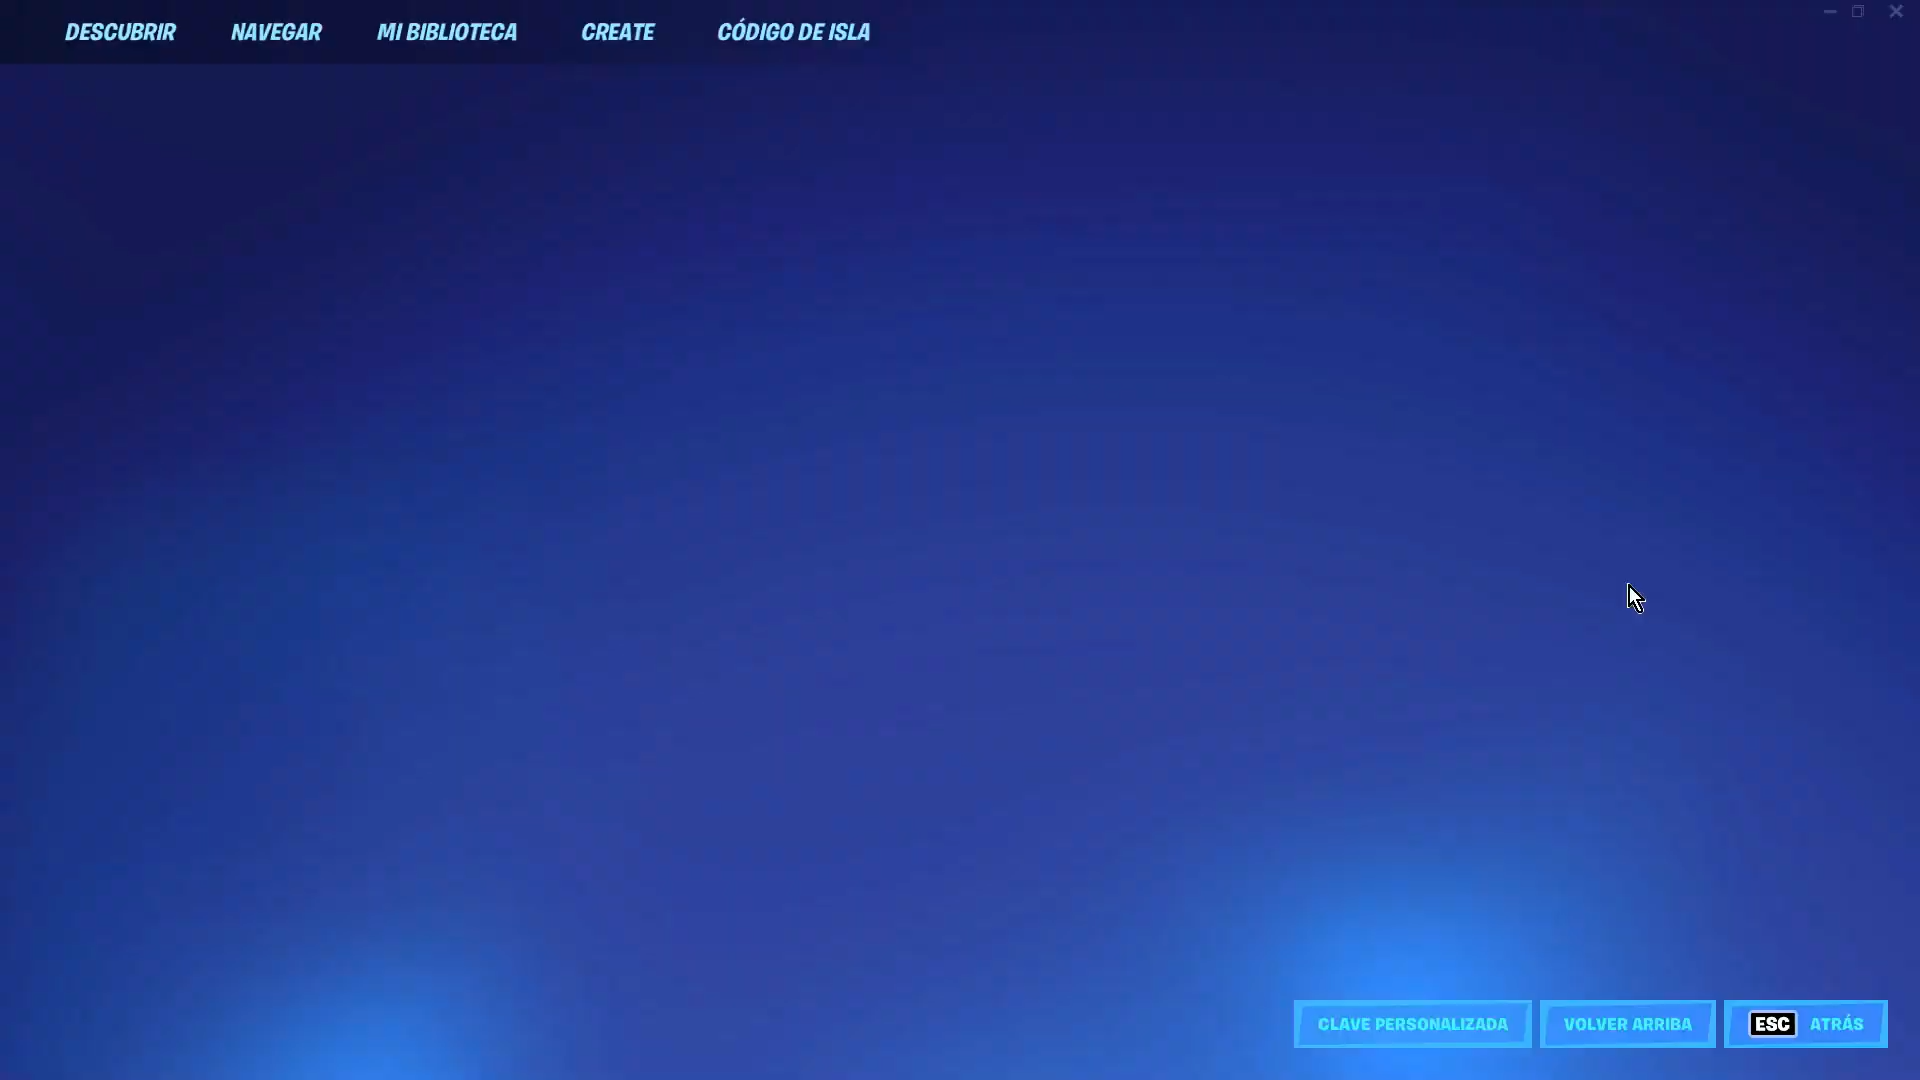 DESCUBRIR NAVEGAR MI BIBLIOTECA CREATE CÓDIGO DE ISLA
CLAVE PERSONALIZADA VOLVER ARRIBA ESC ATRÁS